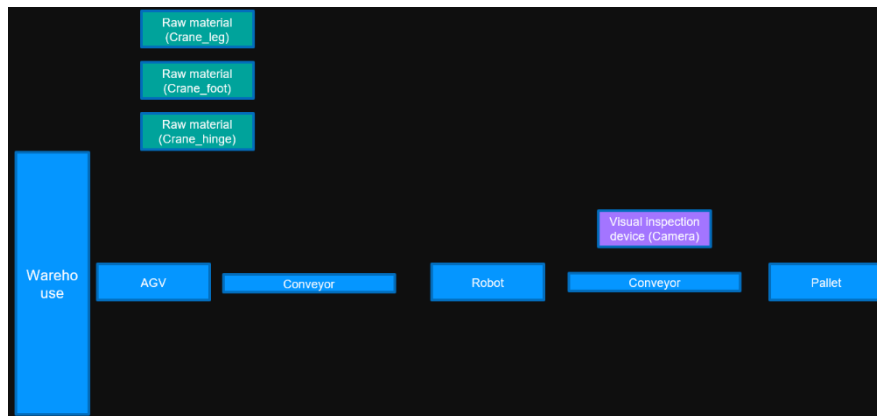 Raw material
(Crane_leg)
Raw material
(Crane_foot)
Raw material
(Crane_hinge)
Visual inspection
device (Camera)
Wareho
use
AGV
Conveyor
Robot
Conveyor
Pallet